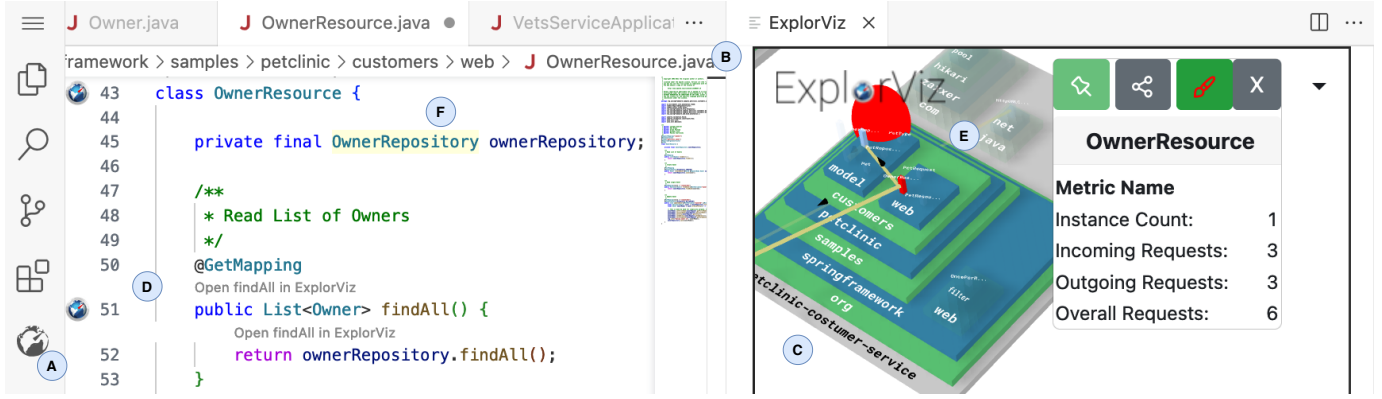 Owner.java
OwnerResource.java
VetsServiceApplicat ···
ExplorViz
framework > samples > petclinic > customers > web > OwnerResource.java
B
43 class OwnerResource {
F
44
45 private final OwnerRepository ownerRepository;
46
47 /**
48 * Read List of Owners
49 */
50 @GetMapping
D
Open findAll in ExplorViz
51 public List<Owner> findAll() {
Open findAll in ExplorViz
A
52 return ownerRepository.findAll();
53 }
ExplorViz
pool
hikari
zaxxer
com
net
java
E
model
web
customers
petclinic
samples
springframework
org
filter
web
petclinic-costumer-service
C
X
OwnerResource
Metric Name
Instance Count: 1
Incoming Requests: 3
Outgoing Requests: 3
Overall Requests: 6